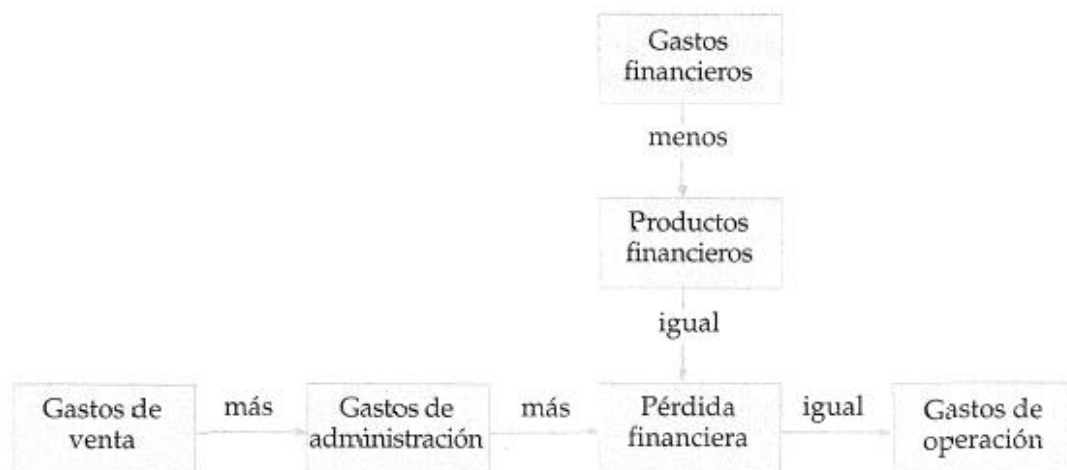 Gastos
financieros
menos
Productos
financieros
igual
Gastos de
venta
más
Gastos de
administración
más
Pérdida
financiera
igual
Gastos de
operación